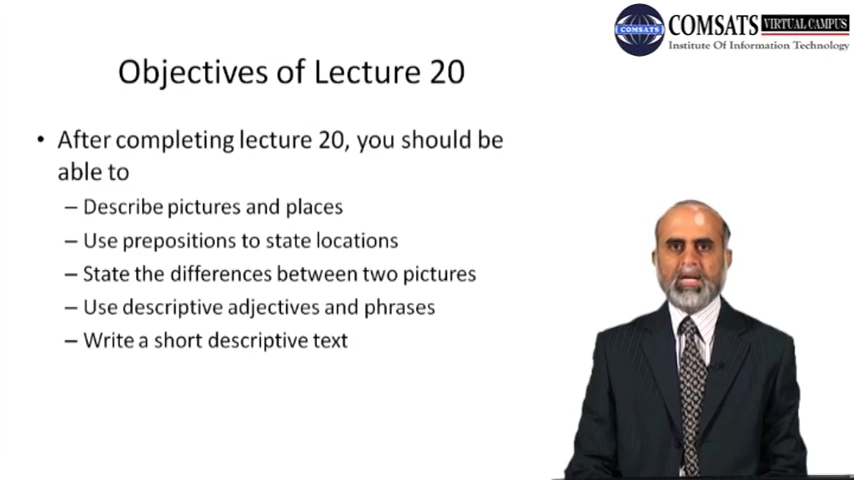 COMSATS VIRTUAL CAMPUS
COMSATS
Institute Of Information Technology
Objectives of Lecture 20
• After completing lecture 20, you should be
able to
– Describe pictures and places
– Use prepositions to state locations
– State the differences between two pictures
– Use descriptive adjectives and phrases
– Write a short descriptive text